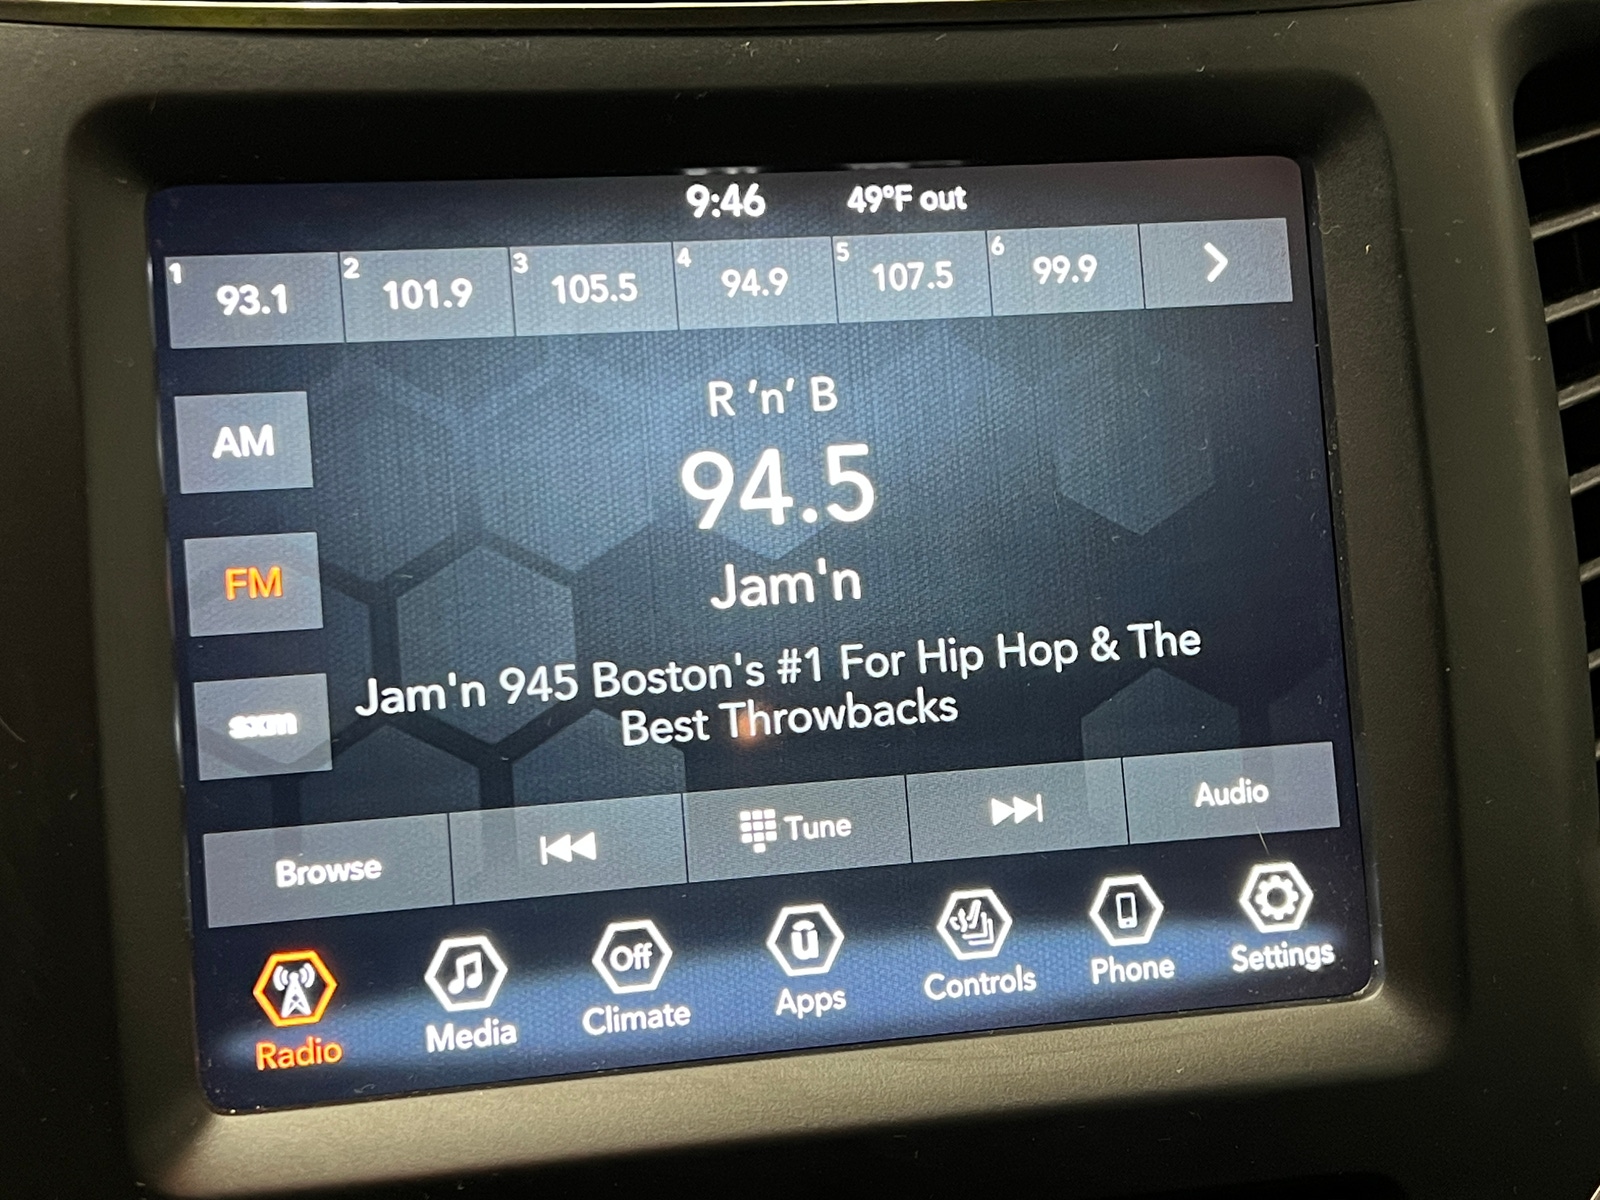 9:46 49°F out
1 93.1 2 101.9 3 105.5 4 94.9 5 107.5 6 99.9
R 'n' B
AM
94.5
FM
Jam'n
Jam'n 945 Boston's #1 For Hip Hop & The
Best Throwbacks
sxm
Browse Tune Audio
Off
Radio Media Climate Apps Controls Phone Settings